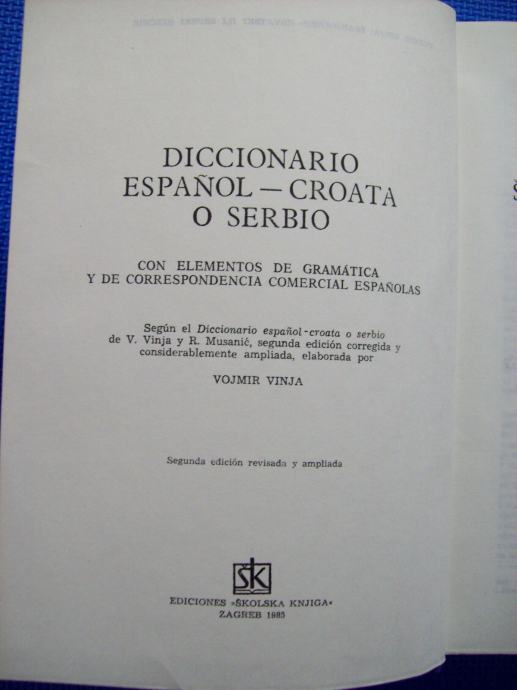 DICCIONARIO
ESPAÑOL — CROATA
O SERBIO
CON ELEMENTOS DE GRAMÁTICA
Y DE CORRESPONDENCIA COMERCIAL ESPAÑOLAS
Según el Diccionario español-croata o serbio
de V. Vinja y R. Musanić, segunda edición corregida y
considerablemente ampliada, elaborada por
VOJMIR VINJA
Segunda edición revisada y ampliada
šk
EDICIONES »ŠKOLSKA KNJIGA«
ZAGREB 1985